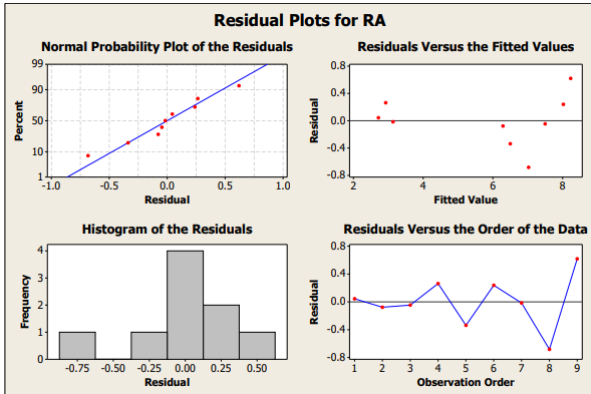 Residual Plots for RA
Normal Probability Plot of the Residuals
99
90
50
10
1
Percent
-1.0 -0.5 0.0 0.5 1.0
Residual
Residuals Versus the Fitted Values
0.8
0.4
0.0
-0.4
-0.8
Residual
2 4 6 8
Fitted Value
Histogram of the Residuals
4
3
2
1
0
Frequency
-0.75 -0.50 -0.25 0.00 0.25 0.50
Residual
Residuals Versus the Order of the Data
0.8
0.4
0.0
-0.4
-0.8
Residual
1 2 3 4 5 6 7 8 9
Observation Order